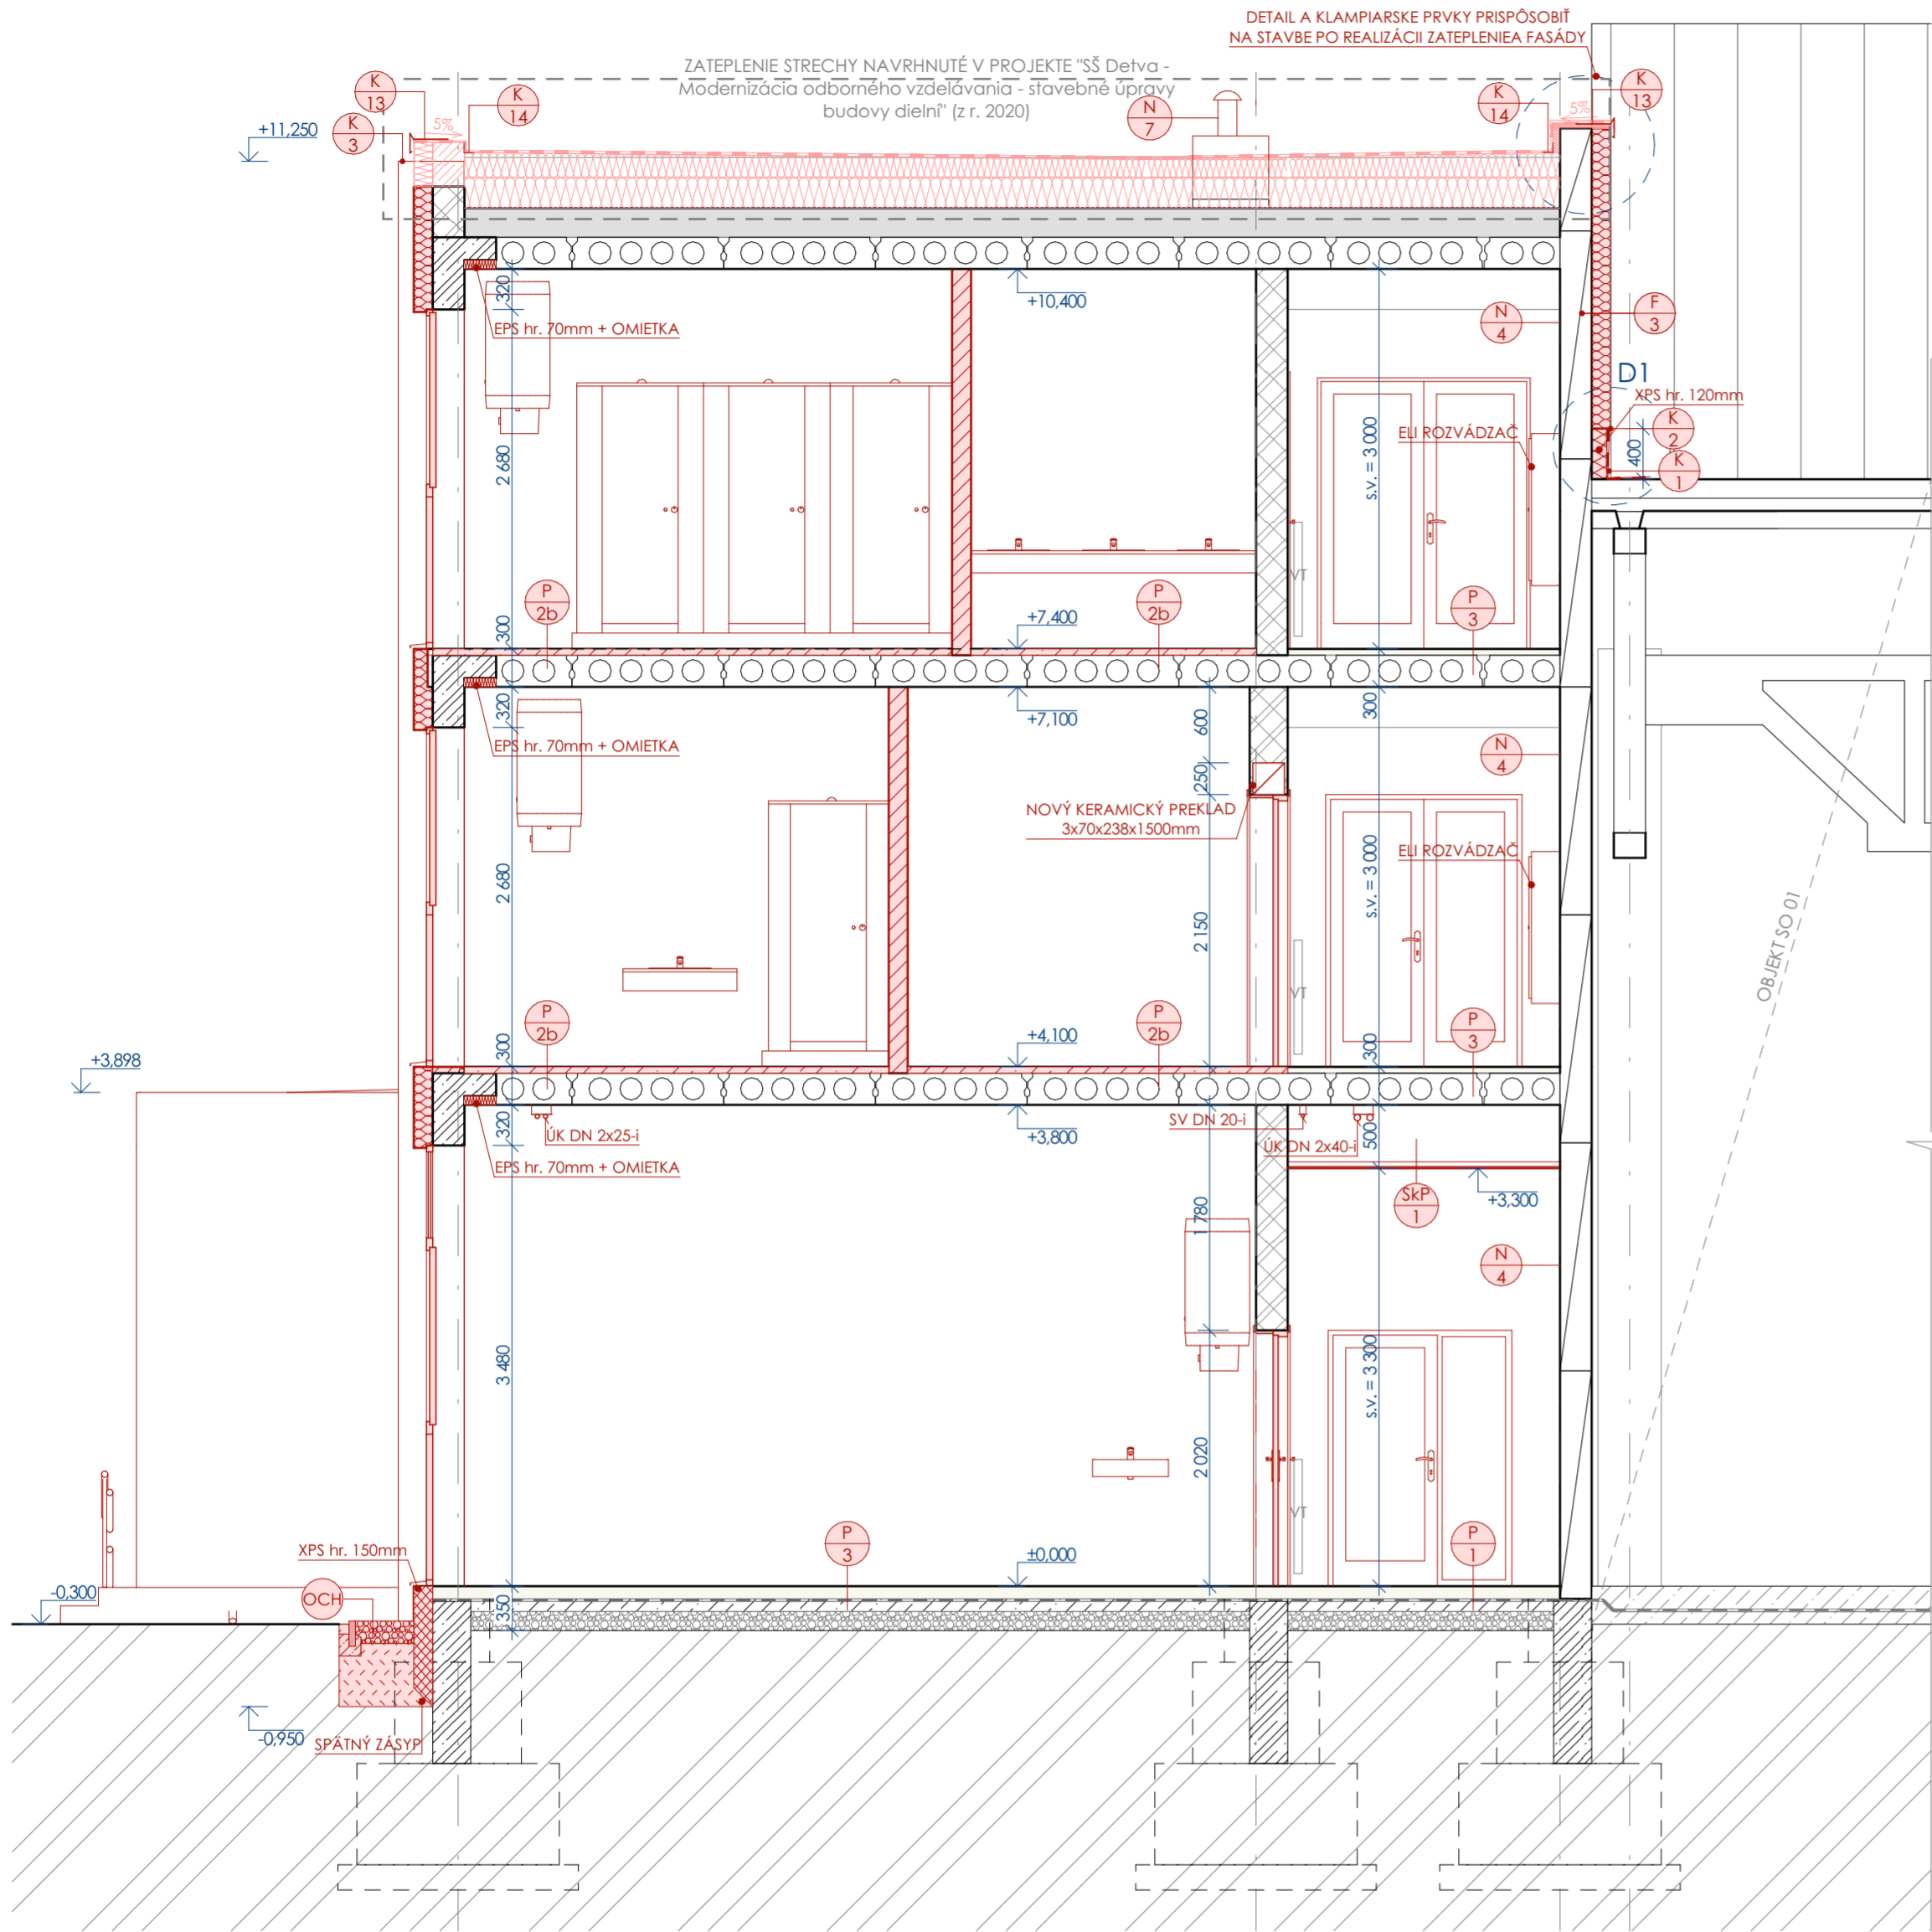 DETAIL A KLAMPIARSKE PRVKY PRISPÔSOBIŤ
NA STAVBE PO REALIZÁCII ZATEPLENIEA FASÁDY
ZATEPLENIE STRECHY NAVRHNUTÉ V PROJEKTE "SŠ Detva -
Modernizácia odborného vzdelávania - stavebné úpravy
budovy dielní" (z r. 2020)
K
13
K
3
K
14
N
7
K
14
K
13
5%
5%
+11,250
320
EPS hr. 70mm + OMIETKA
+10,400
N
4
F
3
D1
XPS hr. 120mm
K
2
400
K
1
2 680
s.v. = 3 000
ELI ROZVÁDZAČ
VT
P
2b
P
2b
P
3
300
+7,400
320
+7,100
600
300
EPS hr. 70mm + OMIETKA
N
4
250
NOVÝ KERAMICKÝ PREKLAD
3x70x238x1500mm
2 680
s.v. = 3 000
ELI ROZVÁDZAČ
2 150
OBJEKT SO 01
VT
P
2b
P
2b
P
3
300
+4,100
300
+3,898
320
ÚK DN 2x25-i
+3,800
SV DN 20-i
ÚK DN 2x40-i
500
EPS hr. 70mm + OMIETKA
SkP
1
+3,300
1 780
N
4
3 480
s.v. = 3 300
2 020
VT
XPS hr. 150mm
P
3
P
1
±0,000
-0,300
OCH
350
-0,950
SPÄTNÝ ZÁSYP